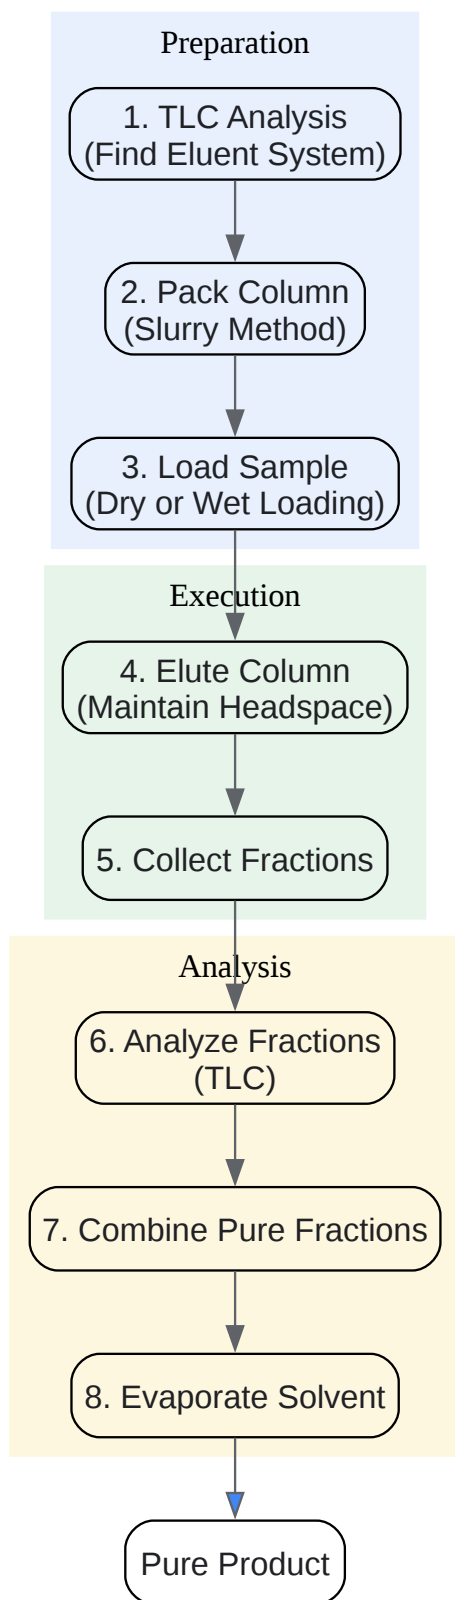 Preparation
1. TLC Analysis
(Find Eluent System)
2. Pack Column
(Slurry Method)
3. Load Sample
(Dry or Wet Loading)
Execution
4. Elute Column
(Maintain Headspace)
5. Collect Fractions
Analysis
6. Analyze Fractions
(TLC)
7. Combine Pure Fractions
8. Evaporate Solvent
Pure Product